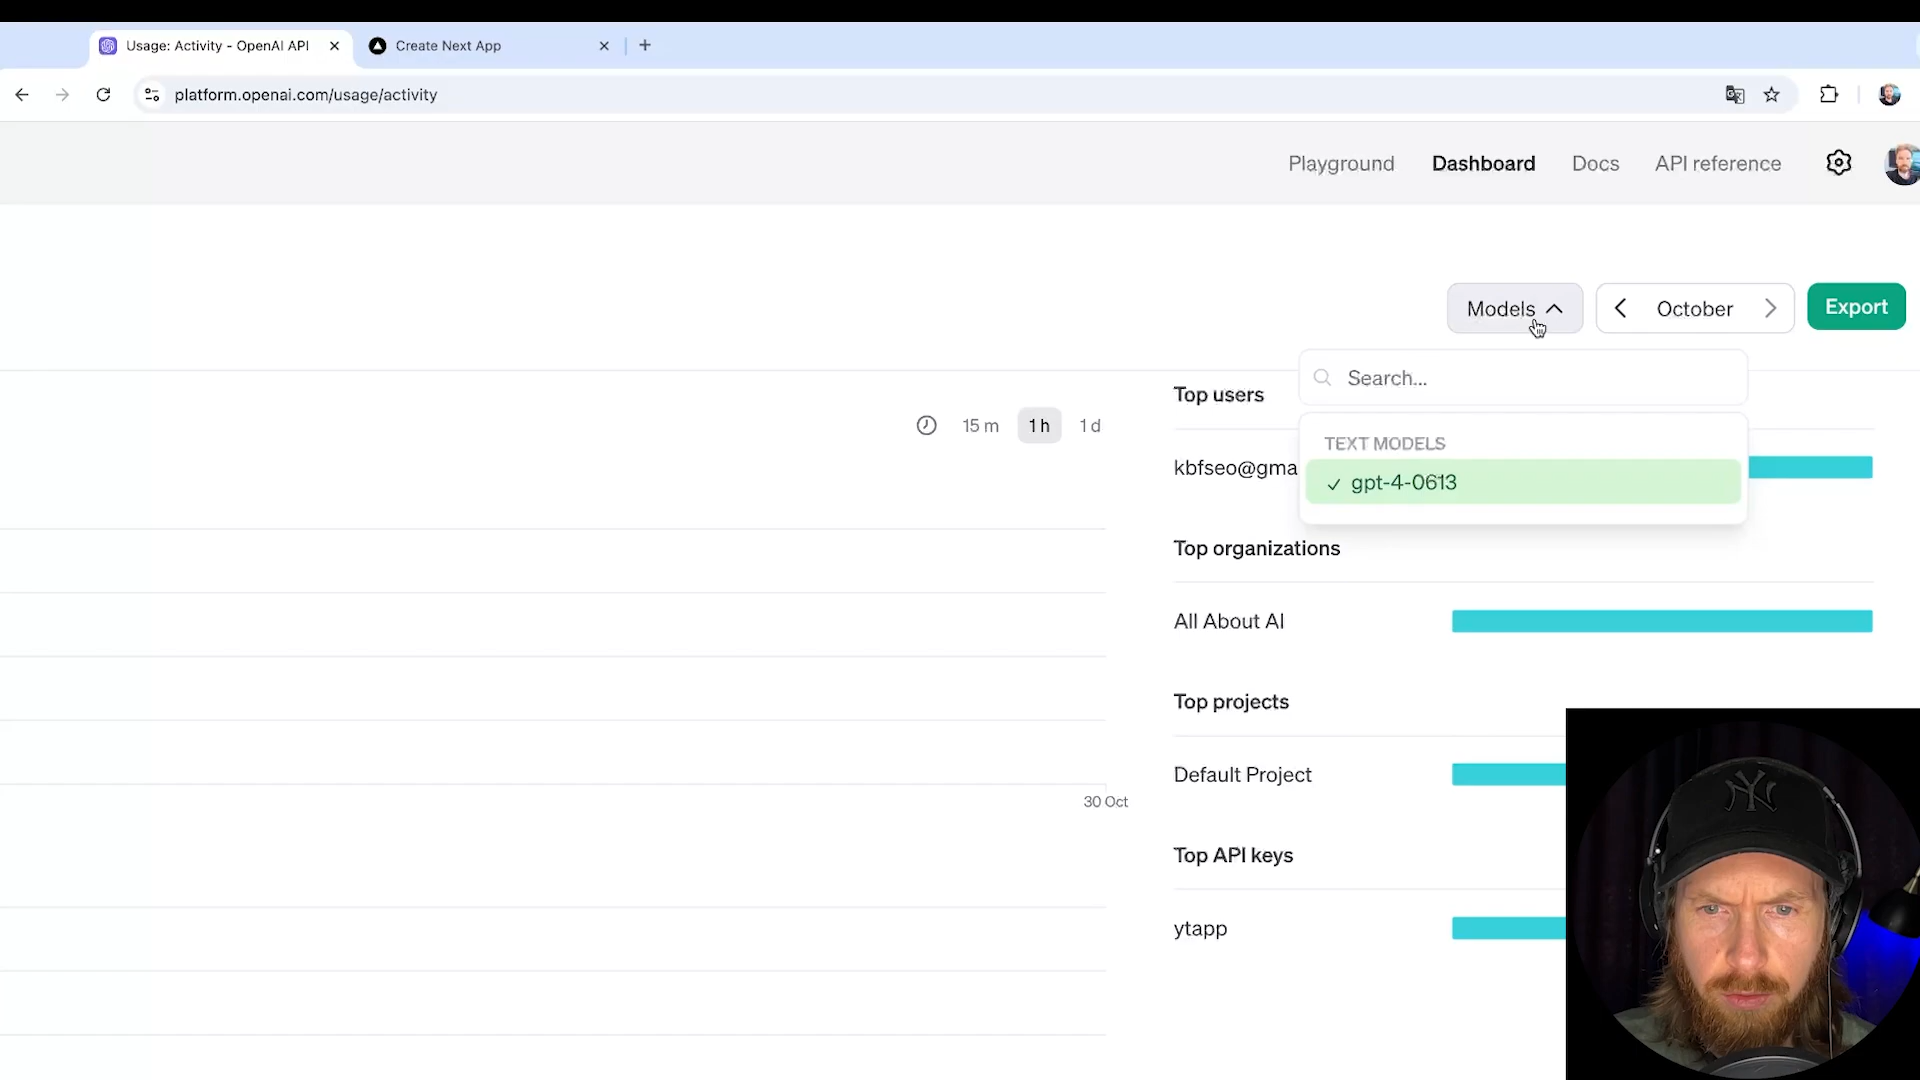 Usage: Activity - OpenAI API
Create Next App
platform.openai.com/usage/activity
Playground
Dashboard
Docs
API reference
Models
October
Export
Search...
Top users
15 m
1 h
1 d
TEXT MODELS
kbfseo@gma
gpt-4-0613
Top organizations
All About AI
Top projects
Default Project
30 Oct
Top API keys
ytapp
NY